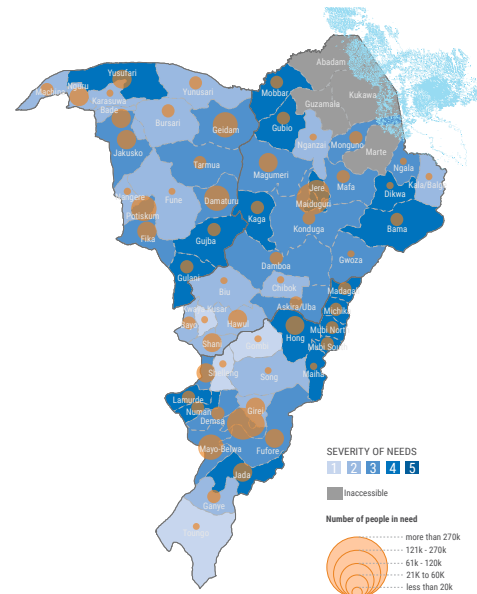 Abadam
Yusufari
Nguru
Machina
Yunusari
Mobbar
Kukawa
Karasuwa
Guzamala
Bade
Bursari
Geidam
Gubio
Nganzai
Monguno
Marte
Jakusko
Tarmua
Magumeri
Ngala
Mafa
Jere
Dikwa
Kala/Balge
Nangere
Fune
Damaturu
Maiduguri
Potiskum
Kaga
Bama
Fika
Gujba
Konduga
Gwoza
Damboa
Gulani
Biu
Chibok
Madagali
Askira/Uba
Michika
Kwaya Kusar
Bayo
Hawul
Hong
Mubi North
Shani
Gombi
Mubi South
Shelleng
Song
Maiha
Lamurde
Numan
Girei
Demsa
Mayo-Belwa
Fufore
Jada
Ganye
Toungo
SEVERITY OF NEEDS
1 2 3 4 5
Inaccessible
Number of people in need
more than 270k
121k - 270k
61k - 120k
21K to 60K
less than 20k